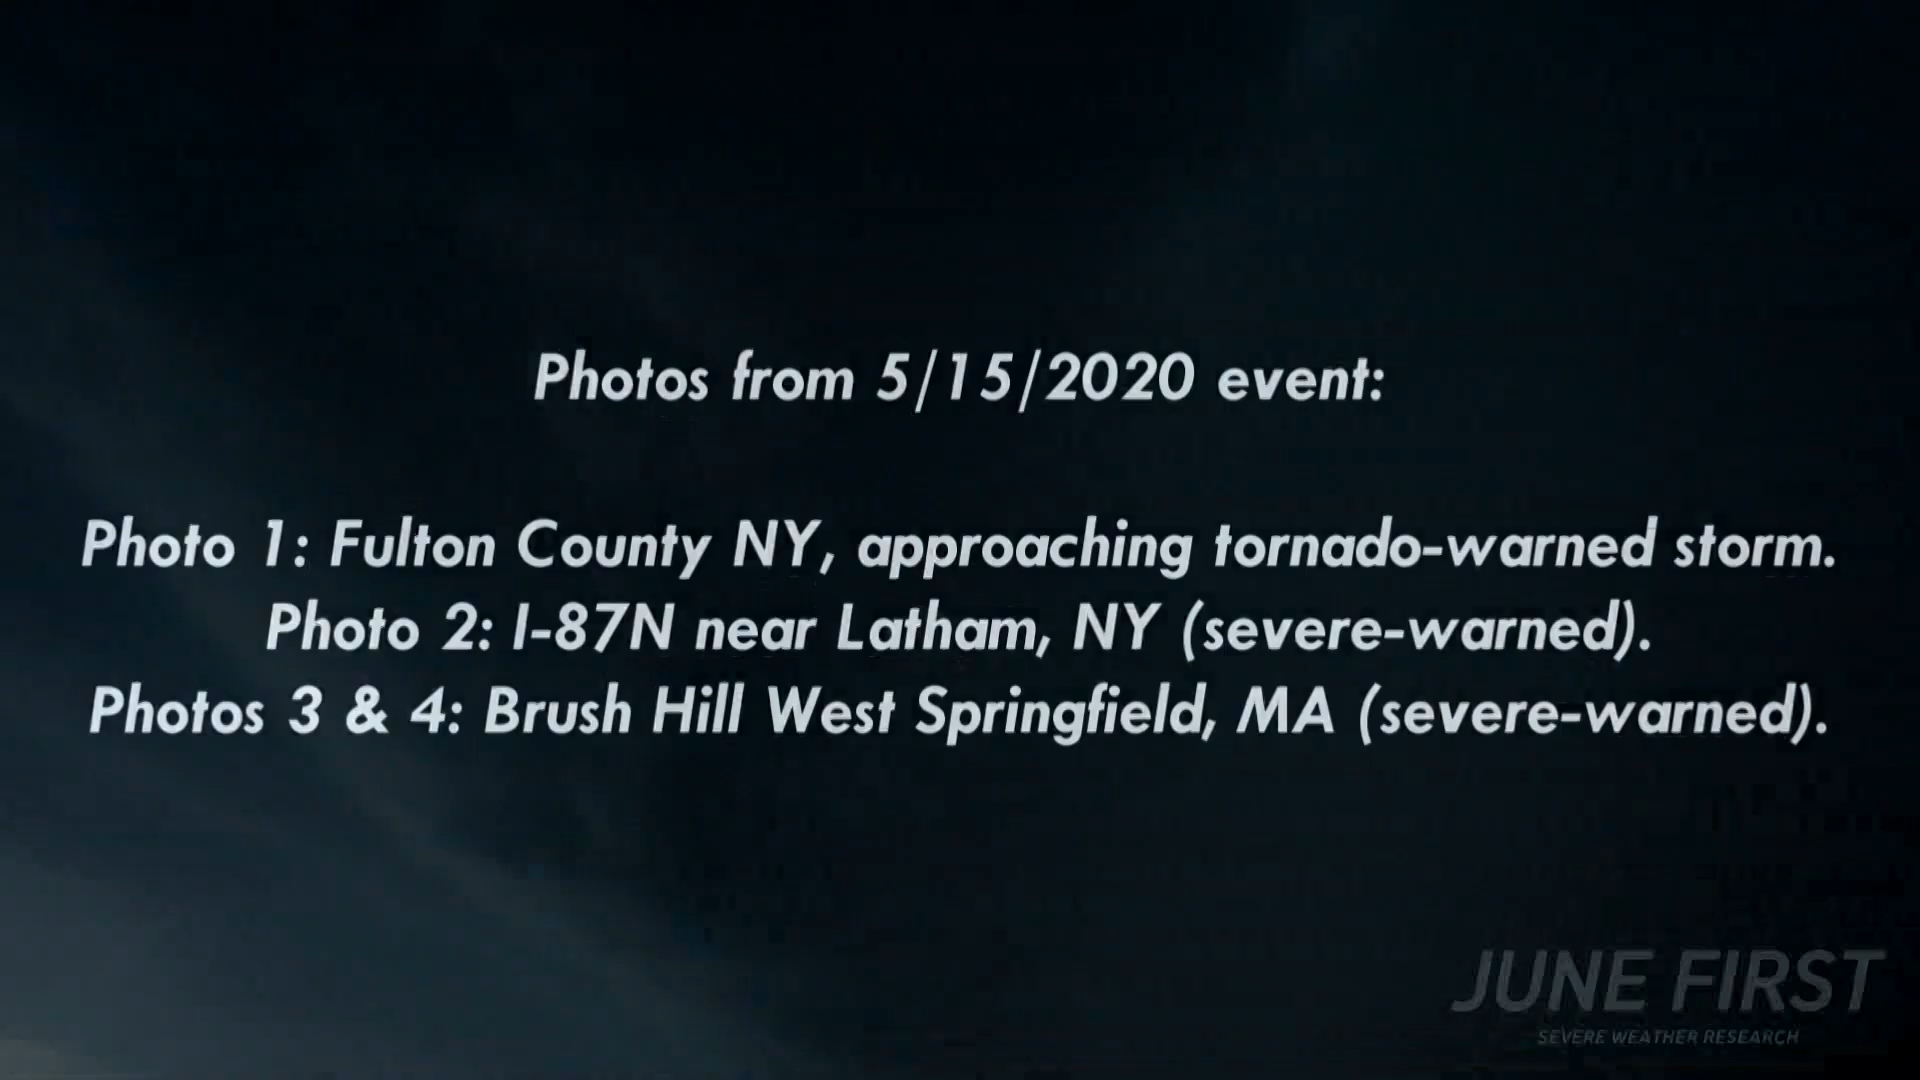 Photos from 5/15/2020 event:
Photo 1: Fulton County NY, approaching tornado-warned storm.
Photo 2: I-87N near Latham, NY (severe-warned).
Photos 3 & 4: Brush Hill West Springfield, MA (severe-warned).
JUNE FIRST
SEVERE WEATHER RESEARCH